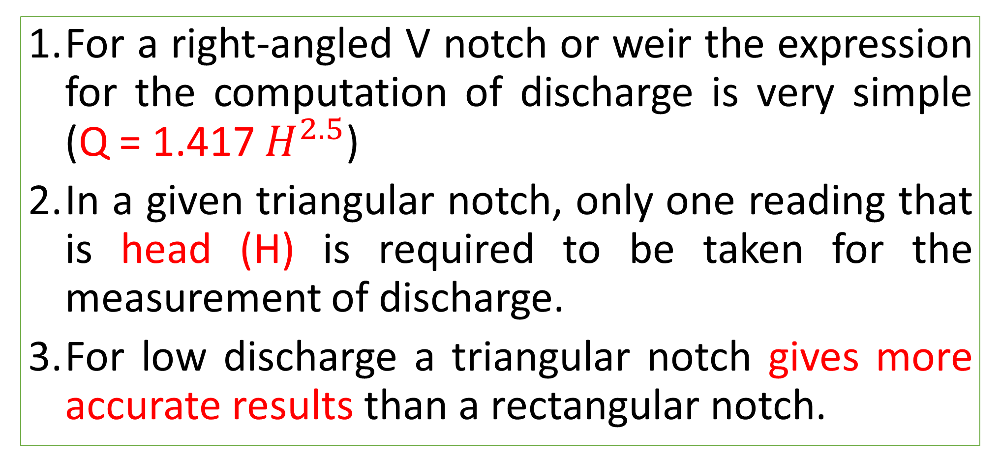 1. For a right-angled V notch or weir the expression
for the computation of discharge is very simple
(Q = 1.417 𝐻^2.5)
2. In a given triangular notch, only one reading that
is head (H) is required to be taken for the
measurement of discharge.
3. For low discharge a triangular notch gives more
accurate results than a rectangular notch.